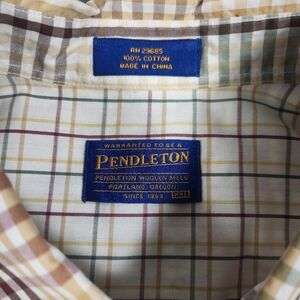 RN 29685
100% COTTON
MADE IN CHINA
WARRANTED TO BE A
PENDLETON
PENDLETON WOOLEN MILLS
PORTLAND, OREGON
SINCE 1863